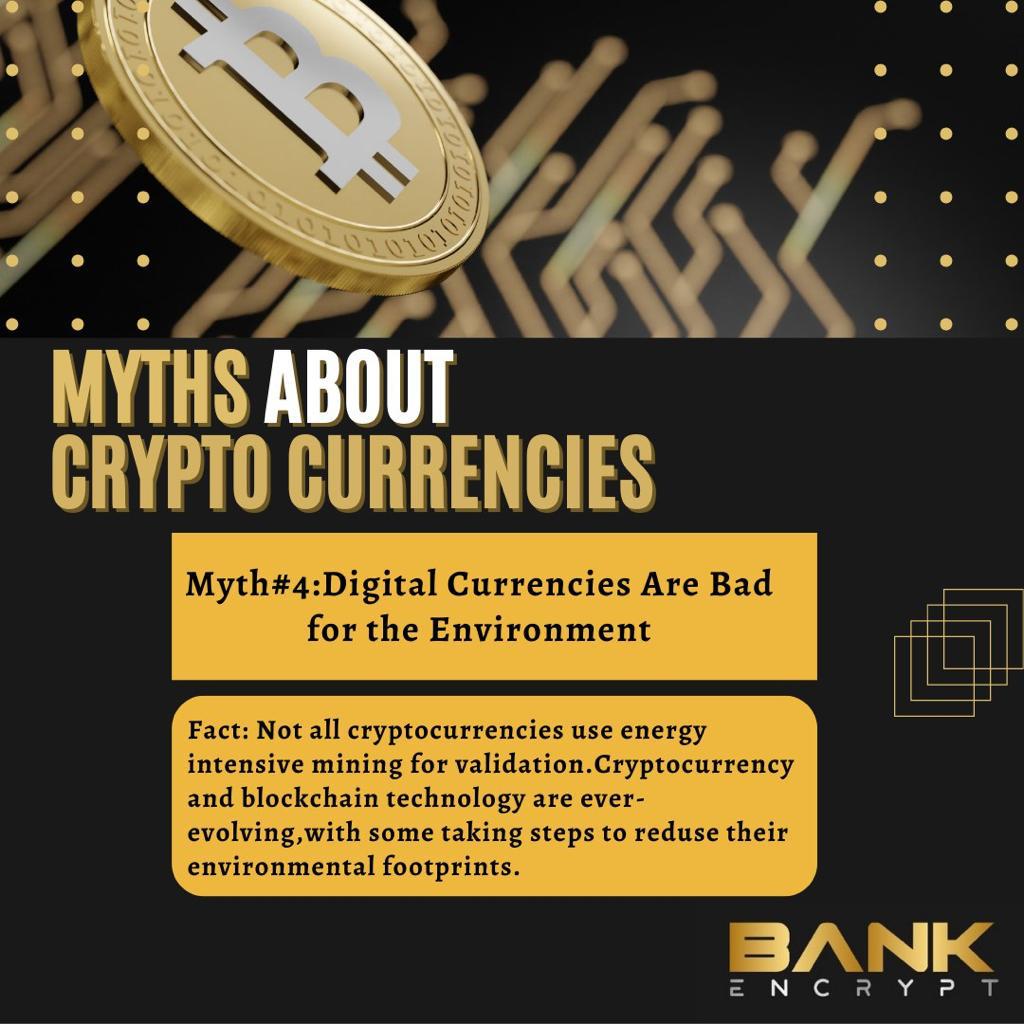 MYTHS ABOUT
CRYPTO CURRENCIES
Myth#4:Digital Currencies Are Bad
for the Environment
Fact: Not all cryptocurrencies use energy
intensive mining for validation.Cryptocurrency
and blockchain technology are ever-
evolving,with some taking steps to reduse their
environmental footprints.
BANK
ENCRYPT